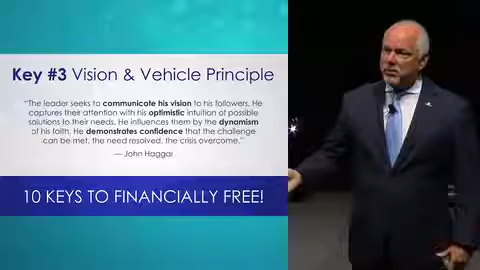 Key #3 Vision & Vehicle Principle
“The leader seeks to communicate his vision to his followers. He
captures their attention with his optimistic intuition of possible
solutions to their needs. He influences them by the dynamism
of his faith. He demonstrates confidence that the challenge
can be met, the need resolved, the crisis overcome.”
— John Haggai
10 KEYS TO FINANCIALLY FREE!